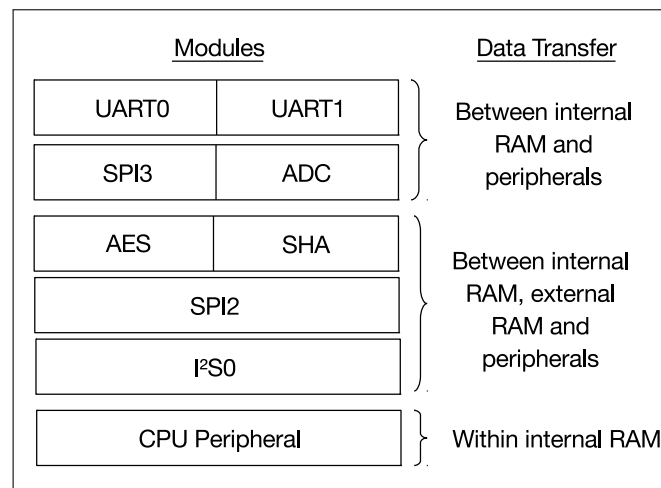 Modules Data Transfer
UART0 UART1
SPI3 ADC
Between internal
RAM and
peripherals
AES SHA
SPI2
I²S0
Between internal
RAM, external
RAM and
peripherals
CPU Peripheral
Within internal RAM